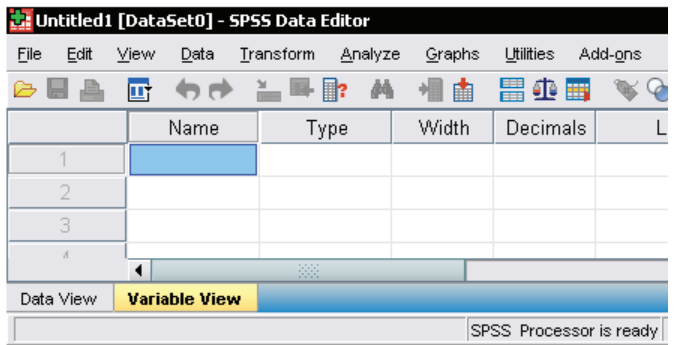 Untitled1 [DataSet0] - SPSS Data Editor
File Edit View Data Transform Analyze Graphs Utilities Add-ons
Name Type Width Decimals L
1
2
3
4
Data View Variable View
SPSS Processor is ready